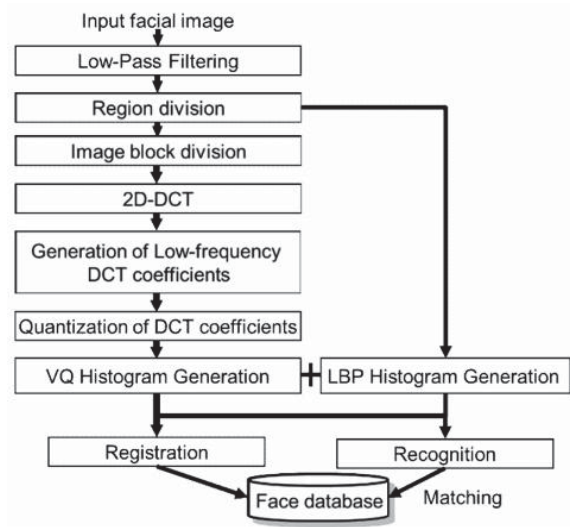 Input facial image
Low-Pass Filtering
Region division
Image block division
2D-DCT
Generation of Low-frequency
DCT coefficients
Quantization of DCT coefficients
VQ Histogram Generation
+
LBP Histogram Generation
Registration
Recognition
Face database
Matching